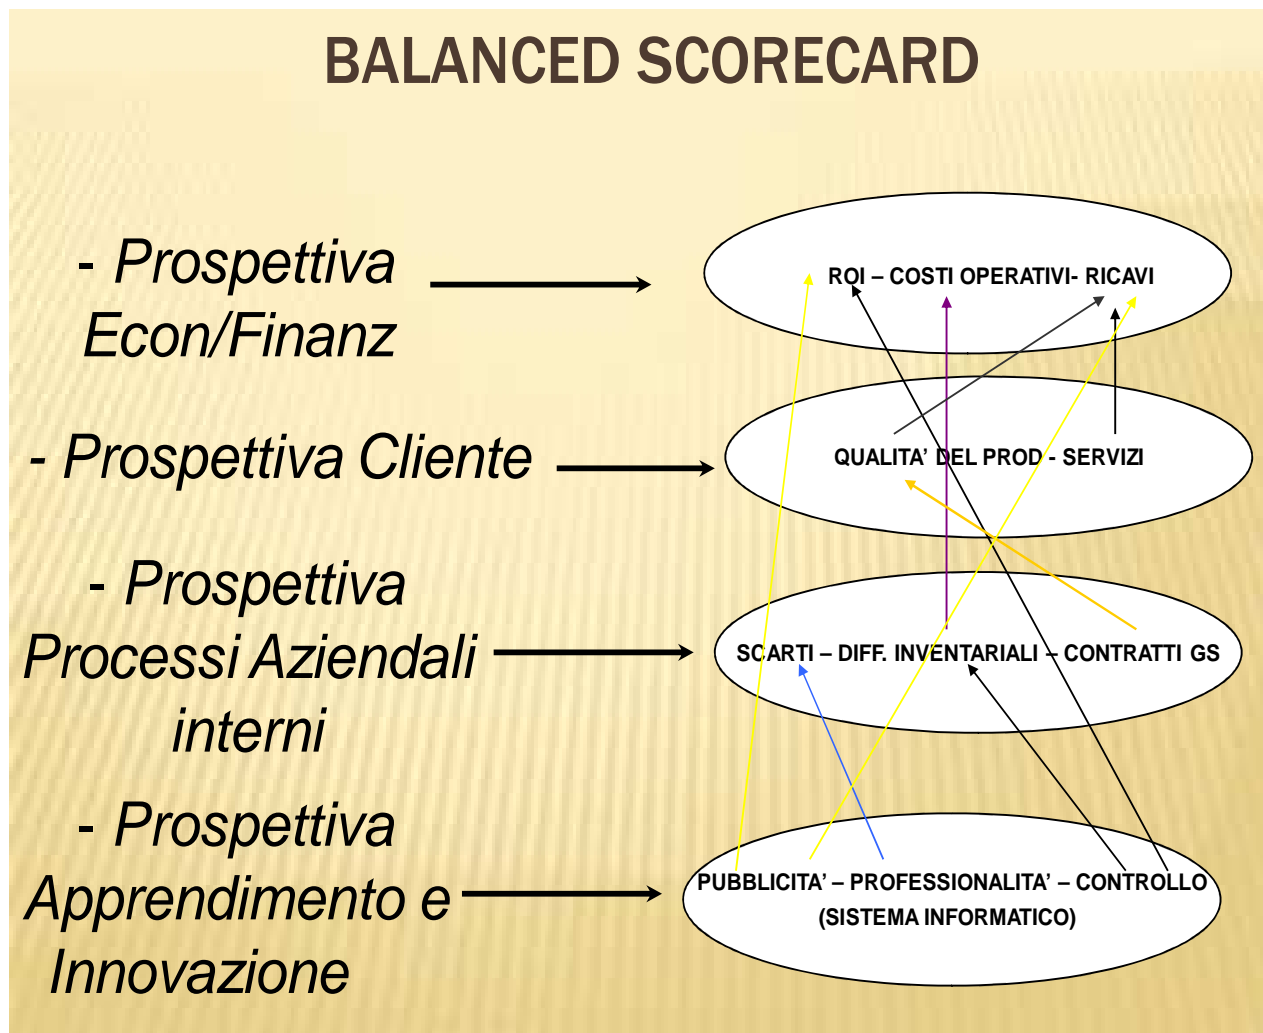 BALANCED SCORECARD
- Prospettiva
Econ/Finanz
ROI – COSTI OPERATIVI- RICAVI
- Prospettiva Cliente
QUALITA’ DEL PROD - SERVIZI
- Prospettiva
Processi Aziendali
interni
SCARTI – DIFF. INVENTARIALI – CONTRATTI GS
- Prospettiva
Apprendimento e
Innovazione
PUBBLICITA’ – PROFESSIONALITA’ – CONTROLLO
(SISTEMA INFORMATICO)